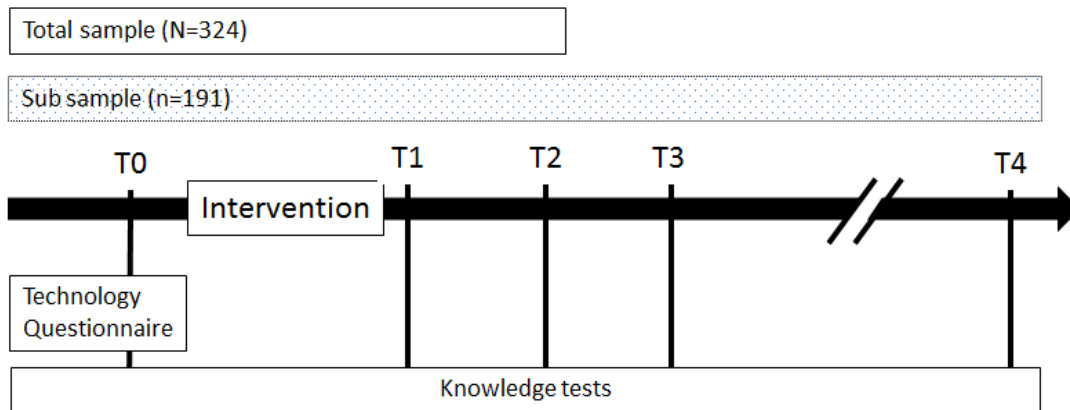 Total sample (N=324)
Sub sample (n=191)
T0
T1
T2
T3
T4
Intervention
Technology
Questionnaire
Knowledge tests